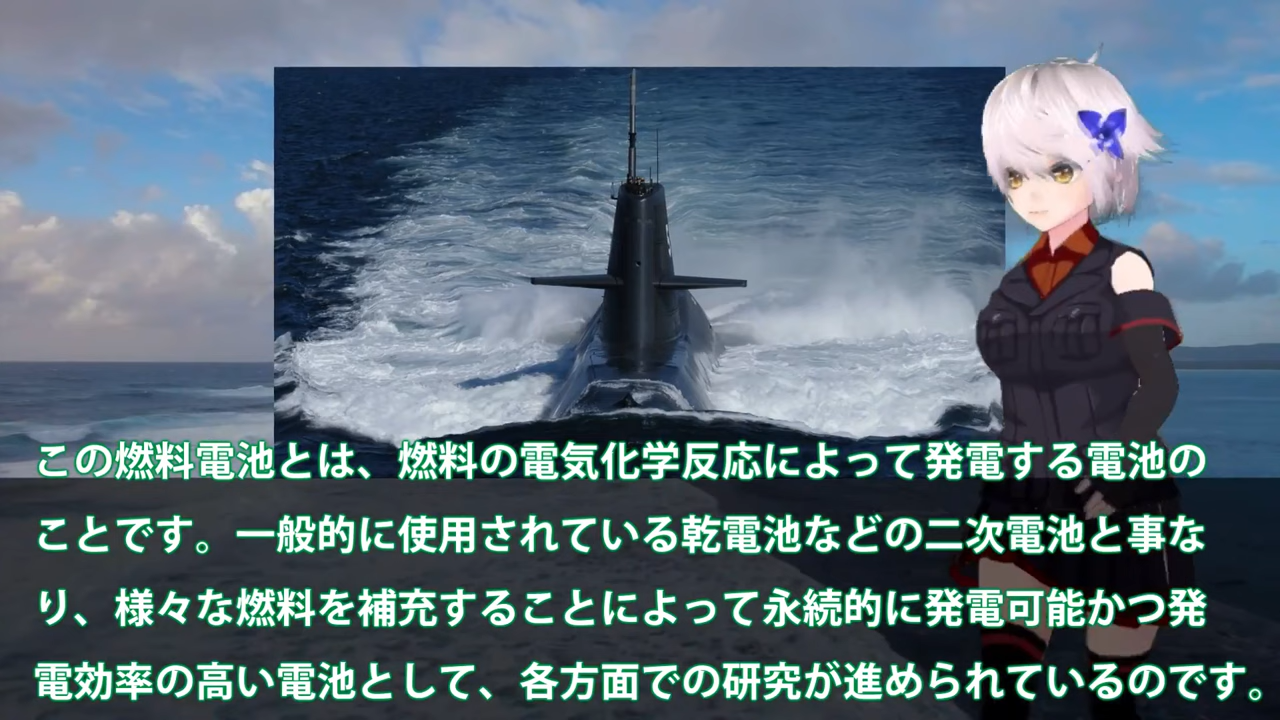 この燃料電池とは、燃料の電気化学反応によって発電する電池の
ことです。一般的に使用されている乾電池などの二次電池と事な
り、様々な燃料を補充することによって永続的に発電可能かつ発
電効率の高い電池として、各方面での研究が進められているのです。